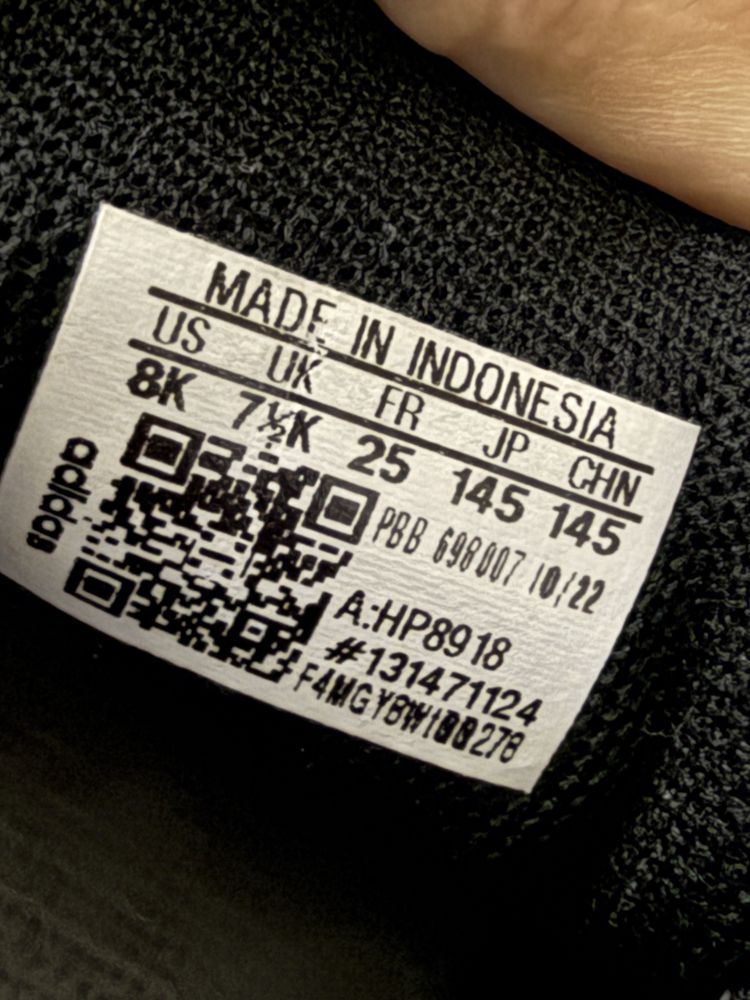 MADE IN INDONESIA
US UK FR JP CHN
8K 7½K 25 145 145
adidas
PBB 698007 10/22
A:HP8918
#131471124